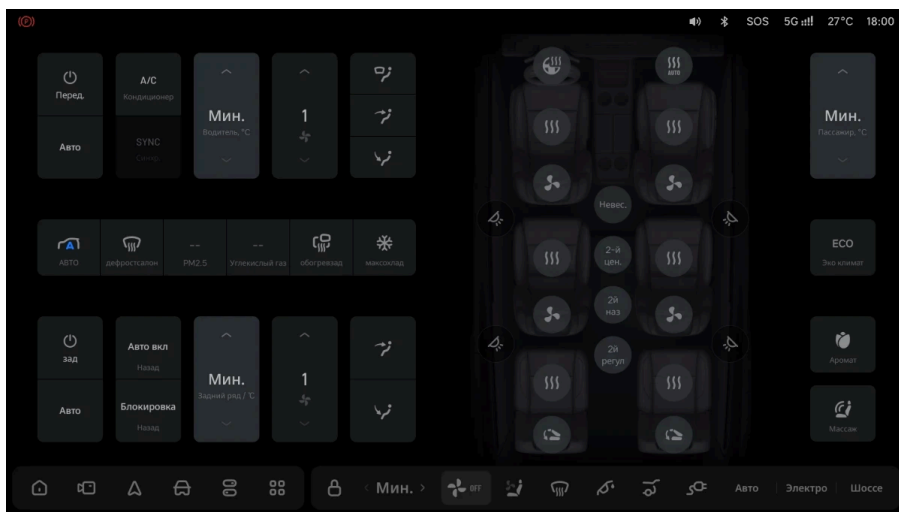 SOS 5G 27°C 18:00
Перед.
Авто
A/C
Кондиционер
SYNC
Синхр.
Мин.
Водитель, °C
1
AUTO
Мин.
Пассажир, °C
Невес.
АВТО
дефростсалон
--
PM2.5
--
Углекислый газ
обогревзад
максохлад
2-й
цен.
2й
наз
2й
регул
ECO
Эко климат
зад
Авто
Авто вкл
Назад
Блокировка
Назад
Мин.
Задний ряд / °C
1
Аромат
Массаж
Мин. OFF Авто Электро Шоссе